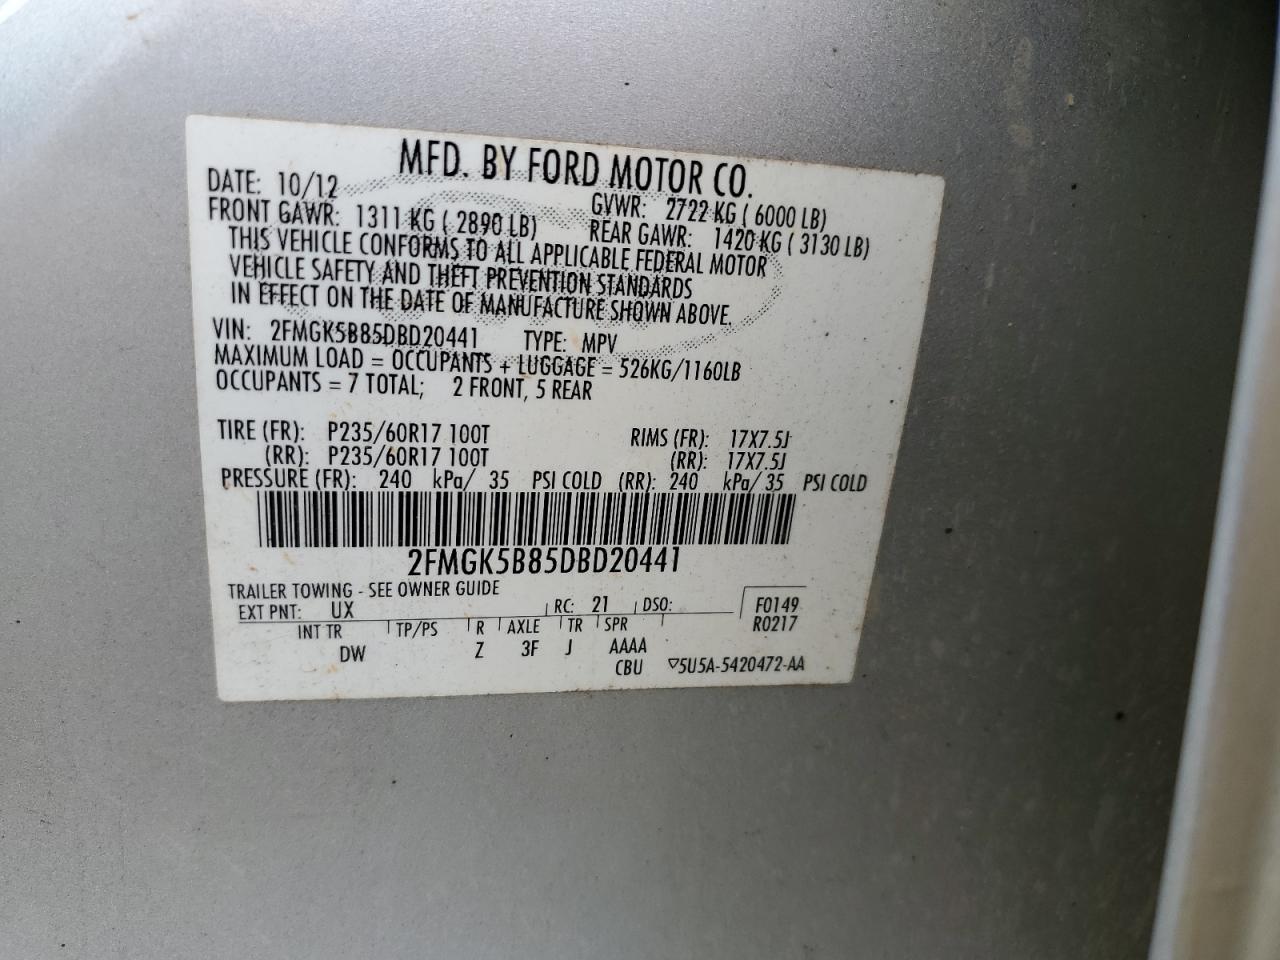 MFD. BY FORD MOTOR CO.
DATE: 10/12 GVWR: 2722 KG ( 6000 LB)
FRONT GAWR: 1311 KG ( 2890 LB) REAR GAWR: 1420 KG ( 3130 LB)
THIS VEHICLE CONFORMS TO ALL APPLICABLE FEDERAL MOTOR
VEHICLE SAFETY AND THEFT PREVENTION STANDARDS
IN EFFECT ON THE DATE OF MANUFACTURE SHOWN ABOVE.
VIN: 2FMGK5B85DBD20441 TYPE: MPV
MAXIMUM LOAD = OCCUPANTS + LUGGAGE = 526KG/1160LB
OCCUPANTS = 7 TOTAL; 2 FRONT, 5 REAR
TIRE (FR): P235/60R17 100T RIMS (FR): 17X7.5J
(RR): P235/60R17 100T (RR): 17X7.5J
PRESSURE (FR): 240 kPa/ 35 PSI COLD (RR): 240 kPa/ 35 PSI COLD
2FMGK5B85DBD20441
TRAILER TOWING - SEE OWNER GUIDE
EXT PNT: UX RC: 21 DSO: F0149
INT TR TP/PS R AXLE TR SPR R0217
DW Z 3F J AAAA
CBU ▽5U5A-5420472-AA